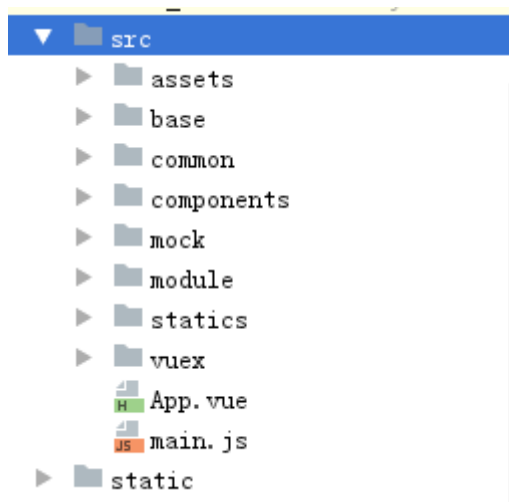 src
assets
base
common
components
mock
module
statics
vuex
H App.vue
JS main.js
static